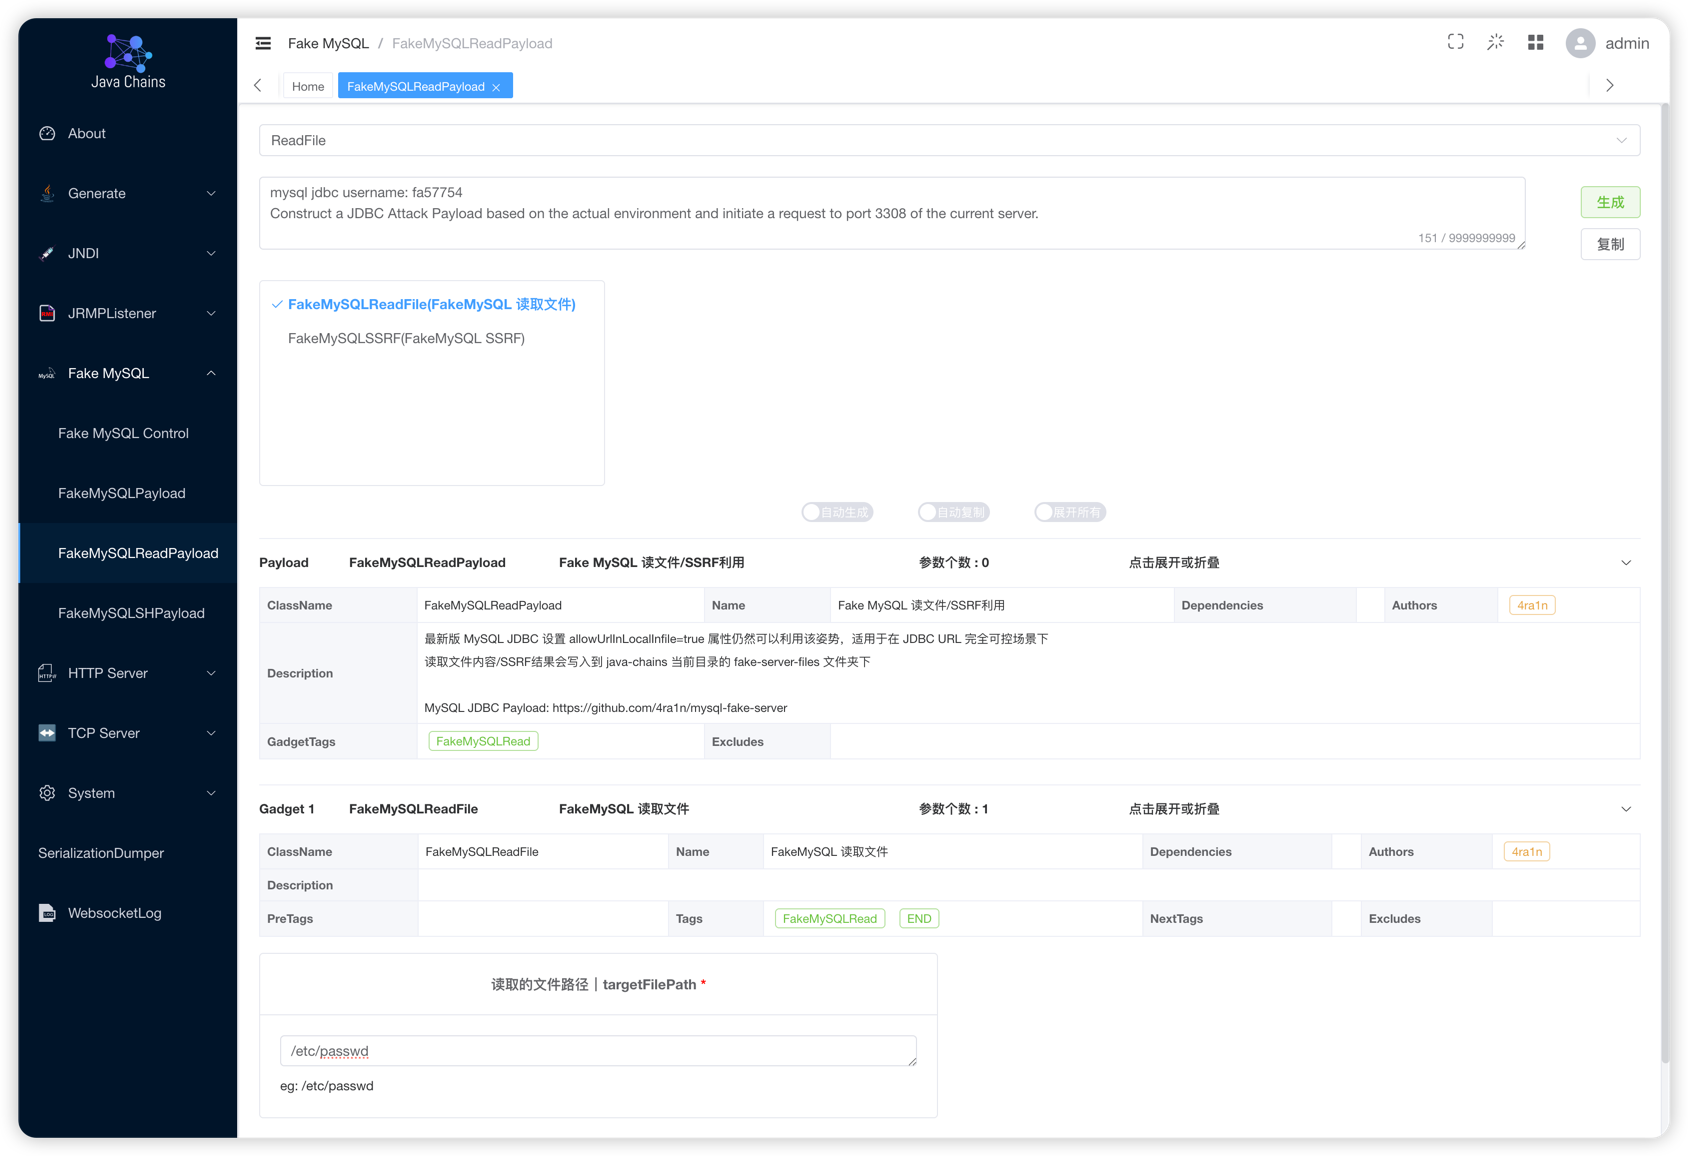 Java Chains
About
Generate
JNDI
JRMPListener
Fake MySQL
Fake MySQL Control
FakeMySQLPayload
FakeMySQLReadPayload
FakeMySQLSHPayload
HTTP Server
TCP Server
System
SerializationDumper
WebsocketLog
Fake MySQL / FakeMySQLReadPayload
admin
Home FakeMySQLReadPayload
ReadFile
mysql jdbc username: fa57754
Construct a JDBC Attack Payload based on the actual environment and initiate a request to port 3308 of the current server.
151 / 9999999999
生成
复制
FakeMySQLReadFile(FakeMySQL 读取文件)
FakeMySQLSSRF(FakeMySQL SSRF)
自动生成 自动复制 展开所有
Payload FakeMySQLReadPayload Fake MySQL 读文件/SSRF利用 参数个数 : 0 点击展开或折叠
ClassName FakeMySQLReadPayload Name Fake MySQL 读文件/SSRF利用 Dependencies Authors 4ra1n
Description
最新版 MySQL JDBC 设置 allowUrlInLocalInfile=true 属性仍然可以利用该姿势，适用于在 JDBC URL 完全可控场景下
读取文件内容/SSRF结果会写入到 java-chains 当前目录的 fake-server-files 文件夹下
MySQL JDBC Payload: https://github.com/4ra1n/mysql-fake-server
GadgetTags FakeMySQLRead Excludes
Gadget 1 FakeMySQLReadFile FakeMySQL 读取文件 参数个数 : 1 点击展开或折叠
ClassName FakeMySQLReadFile Name FakeMySQL 读取文件 Dependencies Authors 4ra1n
Description
PreTags Tags FakeMySQLRead END NextTags Excludes
读取的文件路径｜targetFilePath *
/etc/passwd
eg: /etc/passwd